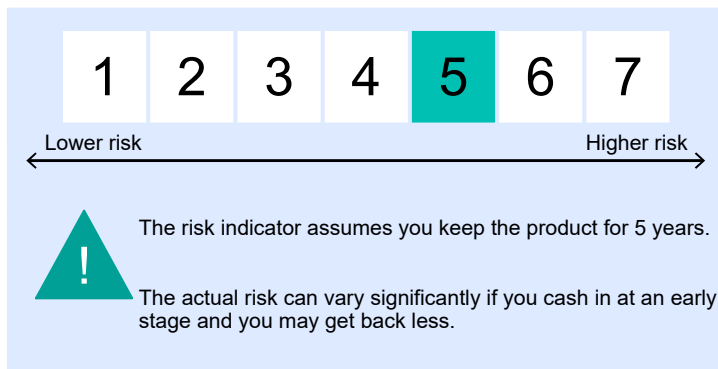 1 2 3 4 5 6 7
Lower risk Higher risk
The risk indicator assumes you keep the product for 5 years.
!
The actual risk can vary significantly if you cash in at an early
stage and you may get back less.